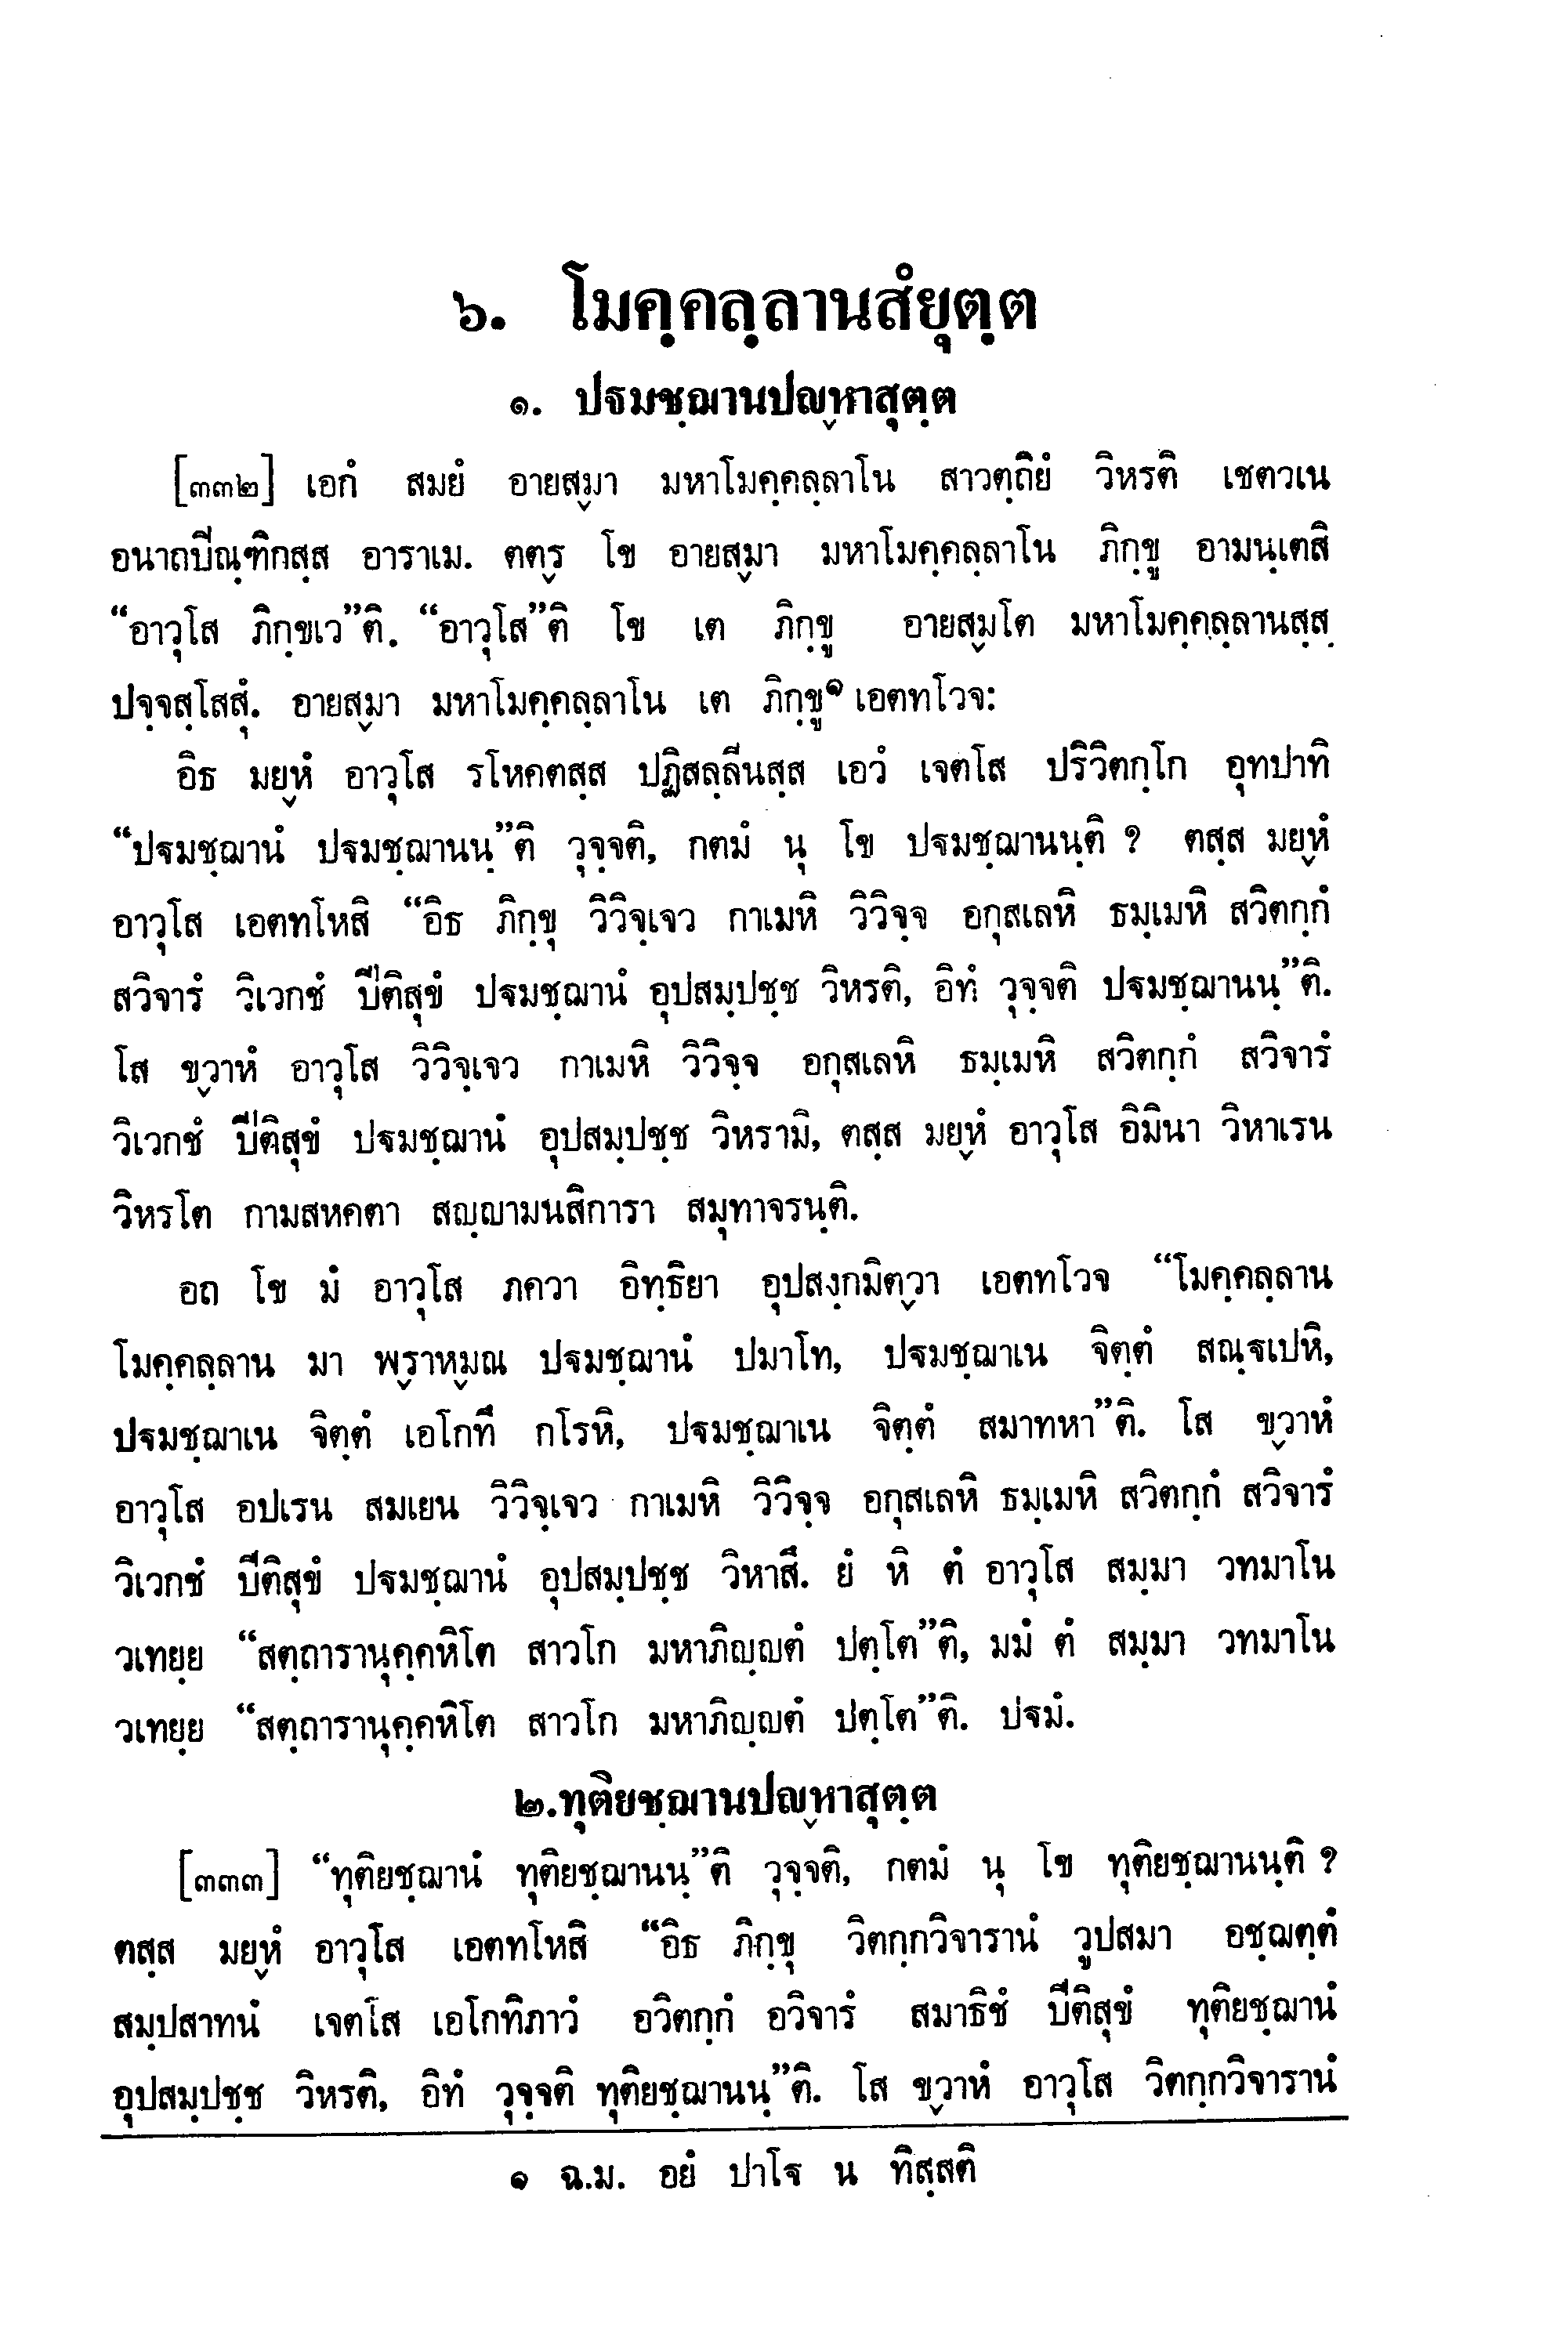 ๖. โมคฺคลฺลานสํยุตฺต
๑. ปฐมชฺฌานปญฺหาสุตฺต
[๓๓๒] เอกํ สมยํ อายสฺมา มหาโมคฺคลฺลาโน สาวตฺถิยํ วิหรติ เชตวเน
อนาถปิณฺฑิกสฺส อาราเม. ตตฺร โข อายสฺมา มหาโมคฺคลฺลาโน ภิกฺขู อามนฺเตสิ
“อาวุโส ภิกฺขเว”ติ. “อาวุโส”ติ โข เต ภิกฺขู อายสฺมโต มหาโมคฺคลฺลานสฺส
ปจฺจสฺโสสุํ. อายสฺมา มหาโมคฺคลฺลาโน เต ภิกฺขู๑ เอตทโวจ:
อิธ มยฺหํ อาวุโส รโหคตสฺส ปฏิสลฺลีนสฺส เอวํ เจตโส ปริวิตกฺโก อุทปาทิ
“ปฐมชฺฌานํ ปฐมชฺฌานนฺ”ติ วุจฺจติ, กตมํ นุ โข ปฐมชฺฌานนฺติ ? ตสฺส มยฺหํ
อาวุโส เอตทโหสิ “อิธ ภิกฺขุ วิวิจฺเจว กาเมหิ วิวิจฺจ อกุสเลหิ ธมฺเมหิ สวิตกฺกํ
สวิจารํ วิเวกชํ ปีติสุขํ ปฐมชฺฌานํ อุปสมฺปชฺช วิหรติ, อิทํ วุจฺจติ ปฐมชฺฌานนฺ”ติ.
โส ขฺวาหํ อาวุโส วิวิจฺเจว กาเมหิ วิวิจฺจ อกุสเลหิ ธมฺเมหิ สวิตกฺกํ สวิจารํ
วิเวกชํ ปีติสุขํ ปฐมชฺฌานํ อุปสมฺปชฺช วิหรามิ, ตสฺส มยฺหํ อาวุโส อิมินา วิหาเรน
วิหรโต กามสหคตา สญฺญามนสิการา สมุทาจรนฺติ.
อถ โข มํ อาวุโส ภควา อิทฺธิยา อุปสงฺกมิตฺวา เอตทโวจ “โมคฺคลฺลาน
โมคฺคลฺลาน มา พฺราหฺมณ ปฐมชฺฌานํ ปมาโท, ปฐมชฺฌาเน จิตฺตํ สณฺฐเปหิ,
ปฐมชฺฌาเน จิตฺตํ เอโกทึ กโรหิ, ปฐมชฺฌาเน จิตฺตํ สมาทหา”ติ. โส ขฺวาหํ
อาวุโส อปเรน สมเยน วิวิจฺเจว กาเมหิ วิวิจฺจ อกุสเลหิ ธมฺเมหิ สวิตกฺกํ สวิจารํ
วิเวกชํ ปีติสุขํ ปฐมชฺฌานํ อุปสมฺปชฺช วิหาสึ. ยํ หิ ตํ อาวุโส สมฺมา วทมาโน
วเทยฺย “สตฺถารานุคฺคหิโต สาวโก มหาภิญฺญตํ ปตฺโต”ติ, มมํ ตํ สมฺมา วทมาโน
วเทยฺย “สตฺถารานุคฺคหิโต สาวโก มหาภิญฺญตํ ปตฺโต”ติ. ปฐมํ.
๒.ทุติยชฺฌานปญฺหาสุตฺต
[๓๓๓] “ทุติยชฺฌานํ ทุติยชฺฌานนฺ”ติ วุจฺจติ, กตมํ นุ โข ทุติยชฺฌานนฺติ ?
ตสฺส มยฺหํ อาวุโส เอตทโหสิ “อิธ ภิกฺขุ วิตกฺกวิจารานํ วูปสมา อชฺฌตฺตํ
สมฺปสาทนํ เจตโส เอโกทิภาวํ อวิตกฺกํ อวิจารํ สมาธิชํ ปีติสุขํ ทุติยชฺฌานํ
อุปสมฺปชฺช วิหรติ, อิทํ วุจฺจติ ทุติยชฺฌานนฺ”ติ. โส ขฺวาหํ อาวุโส วิตกฺกวิจารานํ
๑ ฉ.ม. อยํ ปาโฐ น ทิสฺสติ